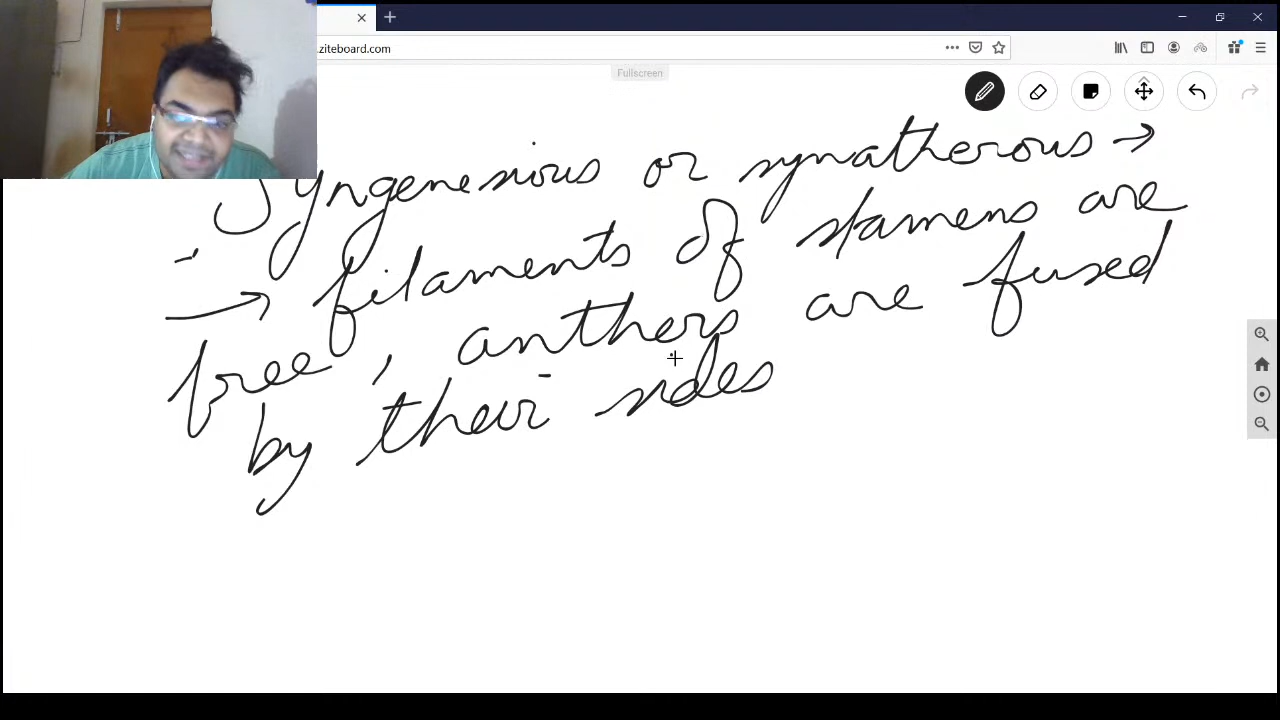 .ziteboard.com
Fullscreen
Syngenesious or synatherous →
→ filaments of stamens are
free, anthers are fused
by their sides